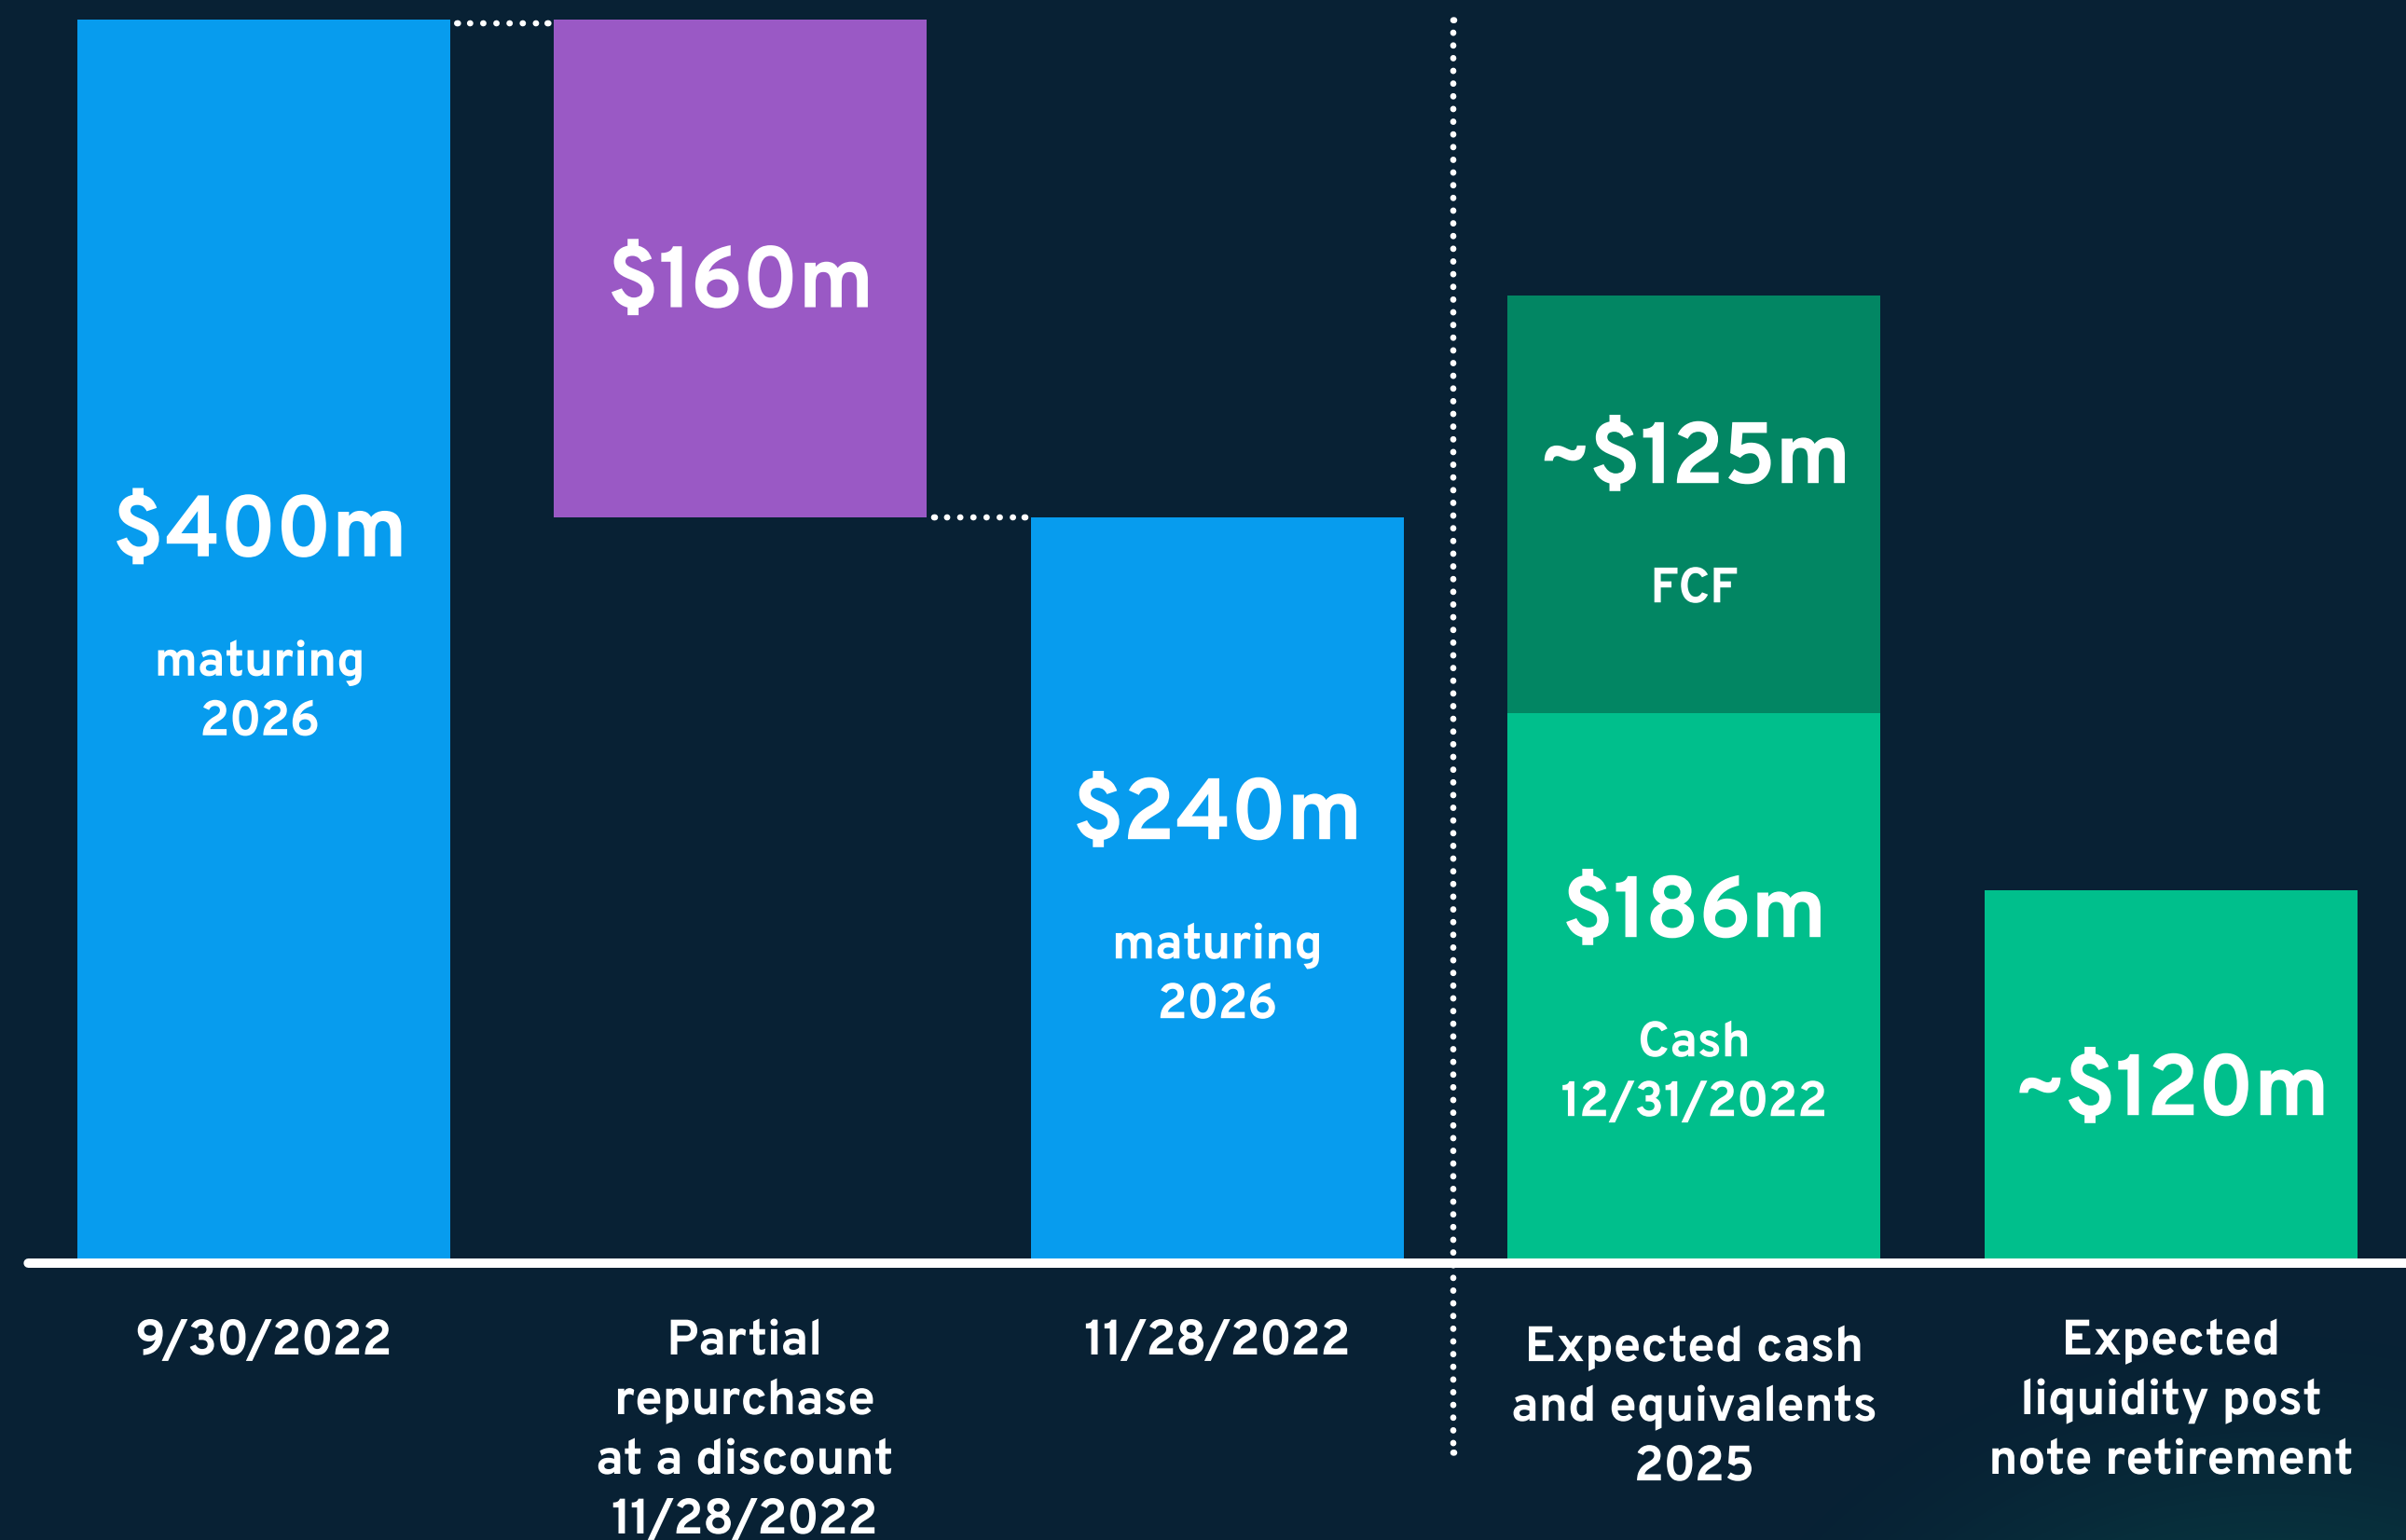 $400m
maturing
2026
$160m
$240m
maturing
2026
~$125m
FCF
$186m
Cash
12/31/2022
~$120m
9/30/2022
Partial
repurchase
at a discount
11/28/2022
11/28/2022
Expected cash
and equivalents
2025
Expected
liquidity post
note retirement